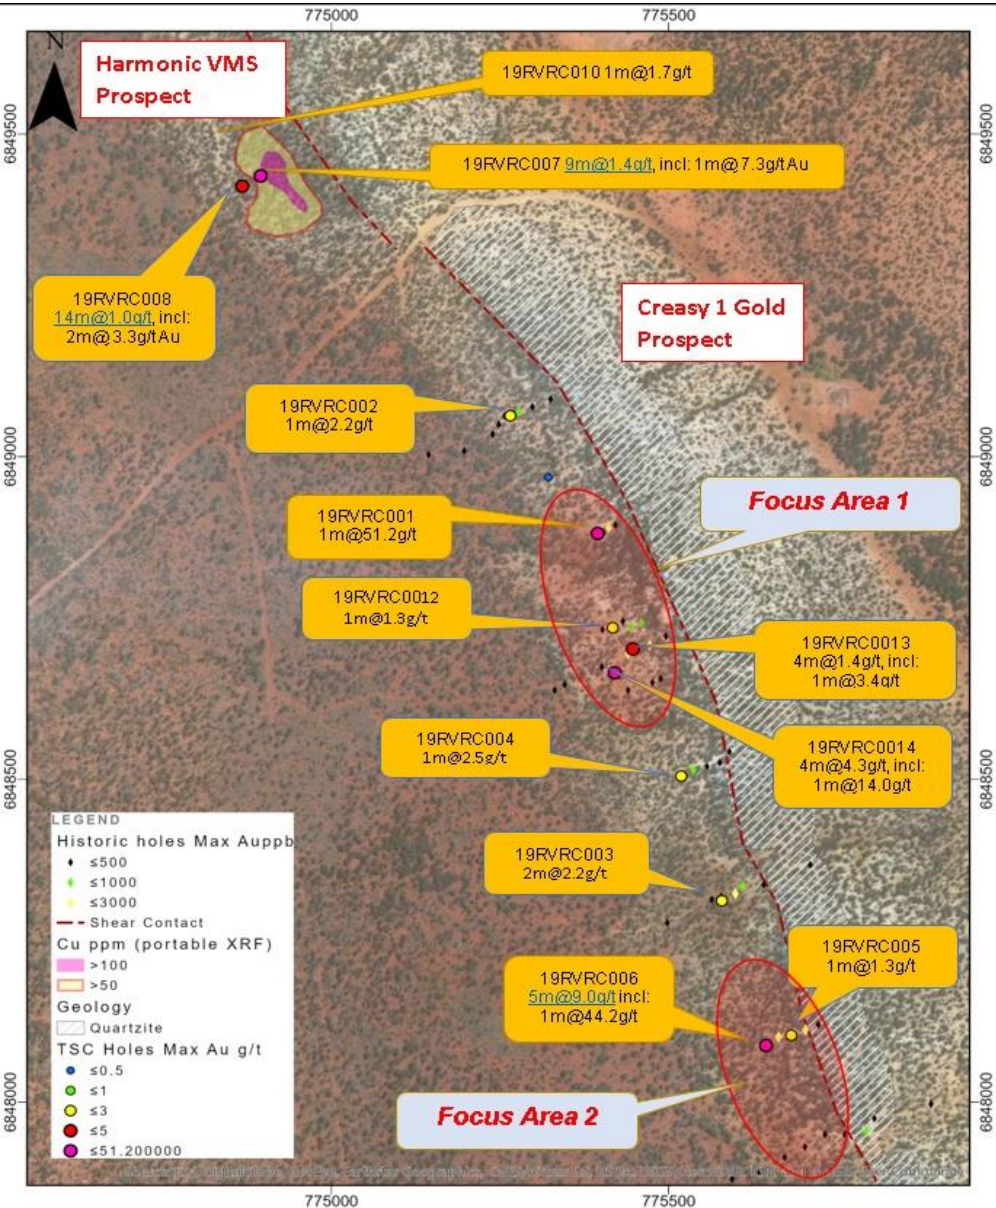 775000
775500
N
Harmonic VMS
Prospect
19RVRC010 1m@1.7g/t
6849500
6849500
19RVRC007 9m@1.4g/t, incl: 1m@7.3g/tAu
19RVRC008
14m@1.0g/t, incl:
2m@3.3g/tAu
Creasy 1 Gold
Prospect
19RVRC002
1m@2.2g/t
6849000
6849000
Focus Area 1
19RVRC001
1m@51.2g/t
19RVRC0012
1m@1.3g/t
19RVRC0013
4m@1.4g/t, incl:
1m@3.4g/t
19RVRC004
1m@2.5g/t
19RVRC0014
4m@4.3g/t, incl:
1m@14.0g/t
6848500
6848500
19RVRC003
2m@2.2g/t
19RVRC005
1m@1.3g/t
19RVRC006
5m@9.0g/t incl:
1m@44.2g/t
6848000
6848000
Focus Area 2
LEGEND
Historic holes Max Auppb
≤500
≤1000
≤3000
Shear Contact
Cu ppm (portable XRF)
>100
>50
Geology
Quartzite
TSC Holes Max Au g/t
≤0.5
≤1
≤3
≤5
≤51.200000
775000
775500